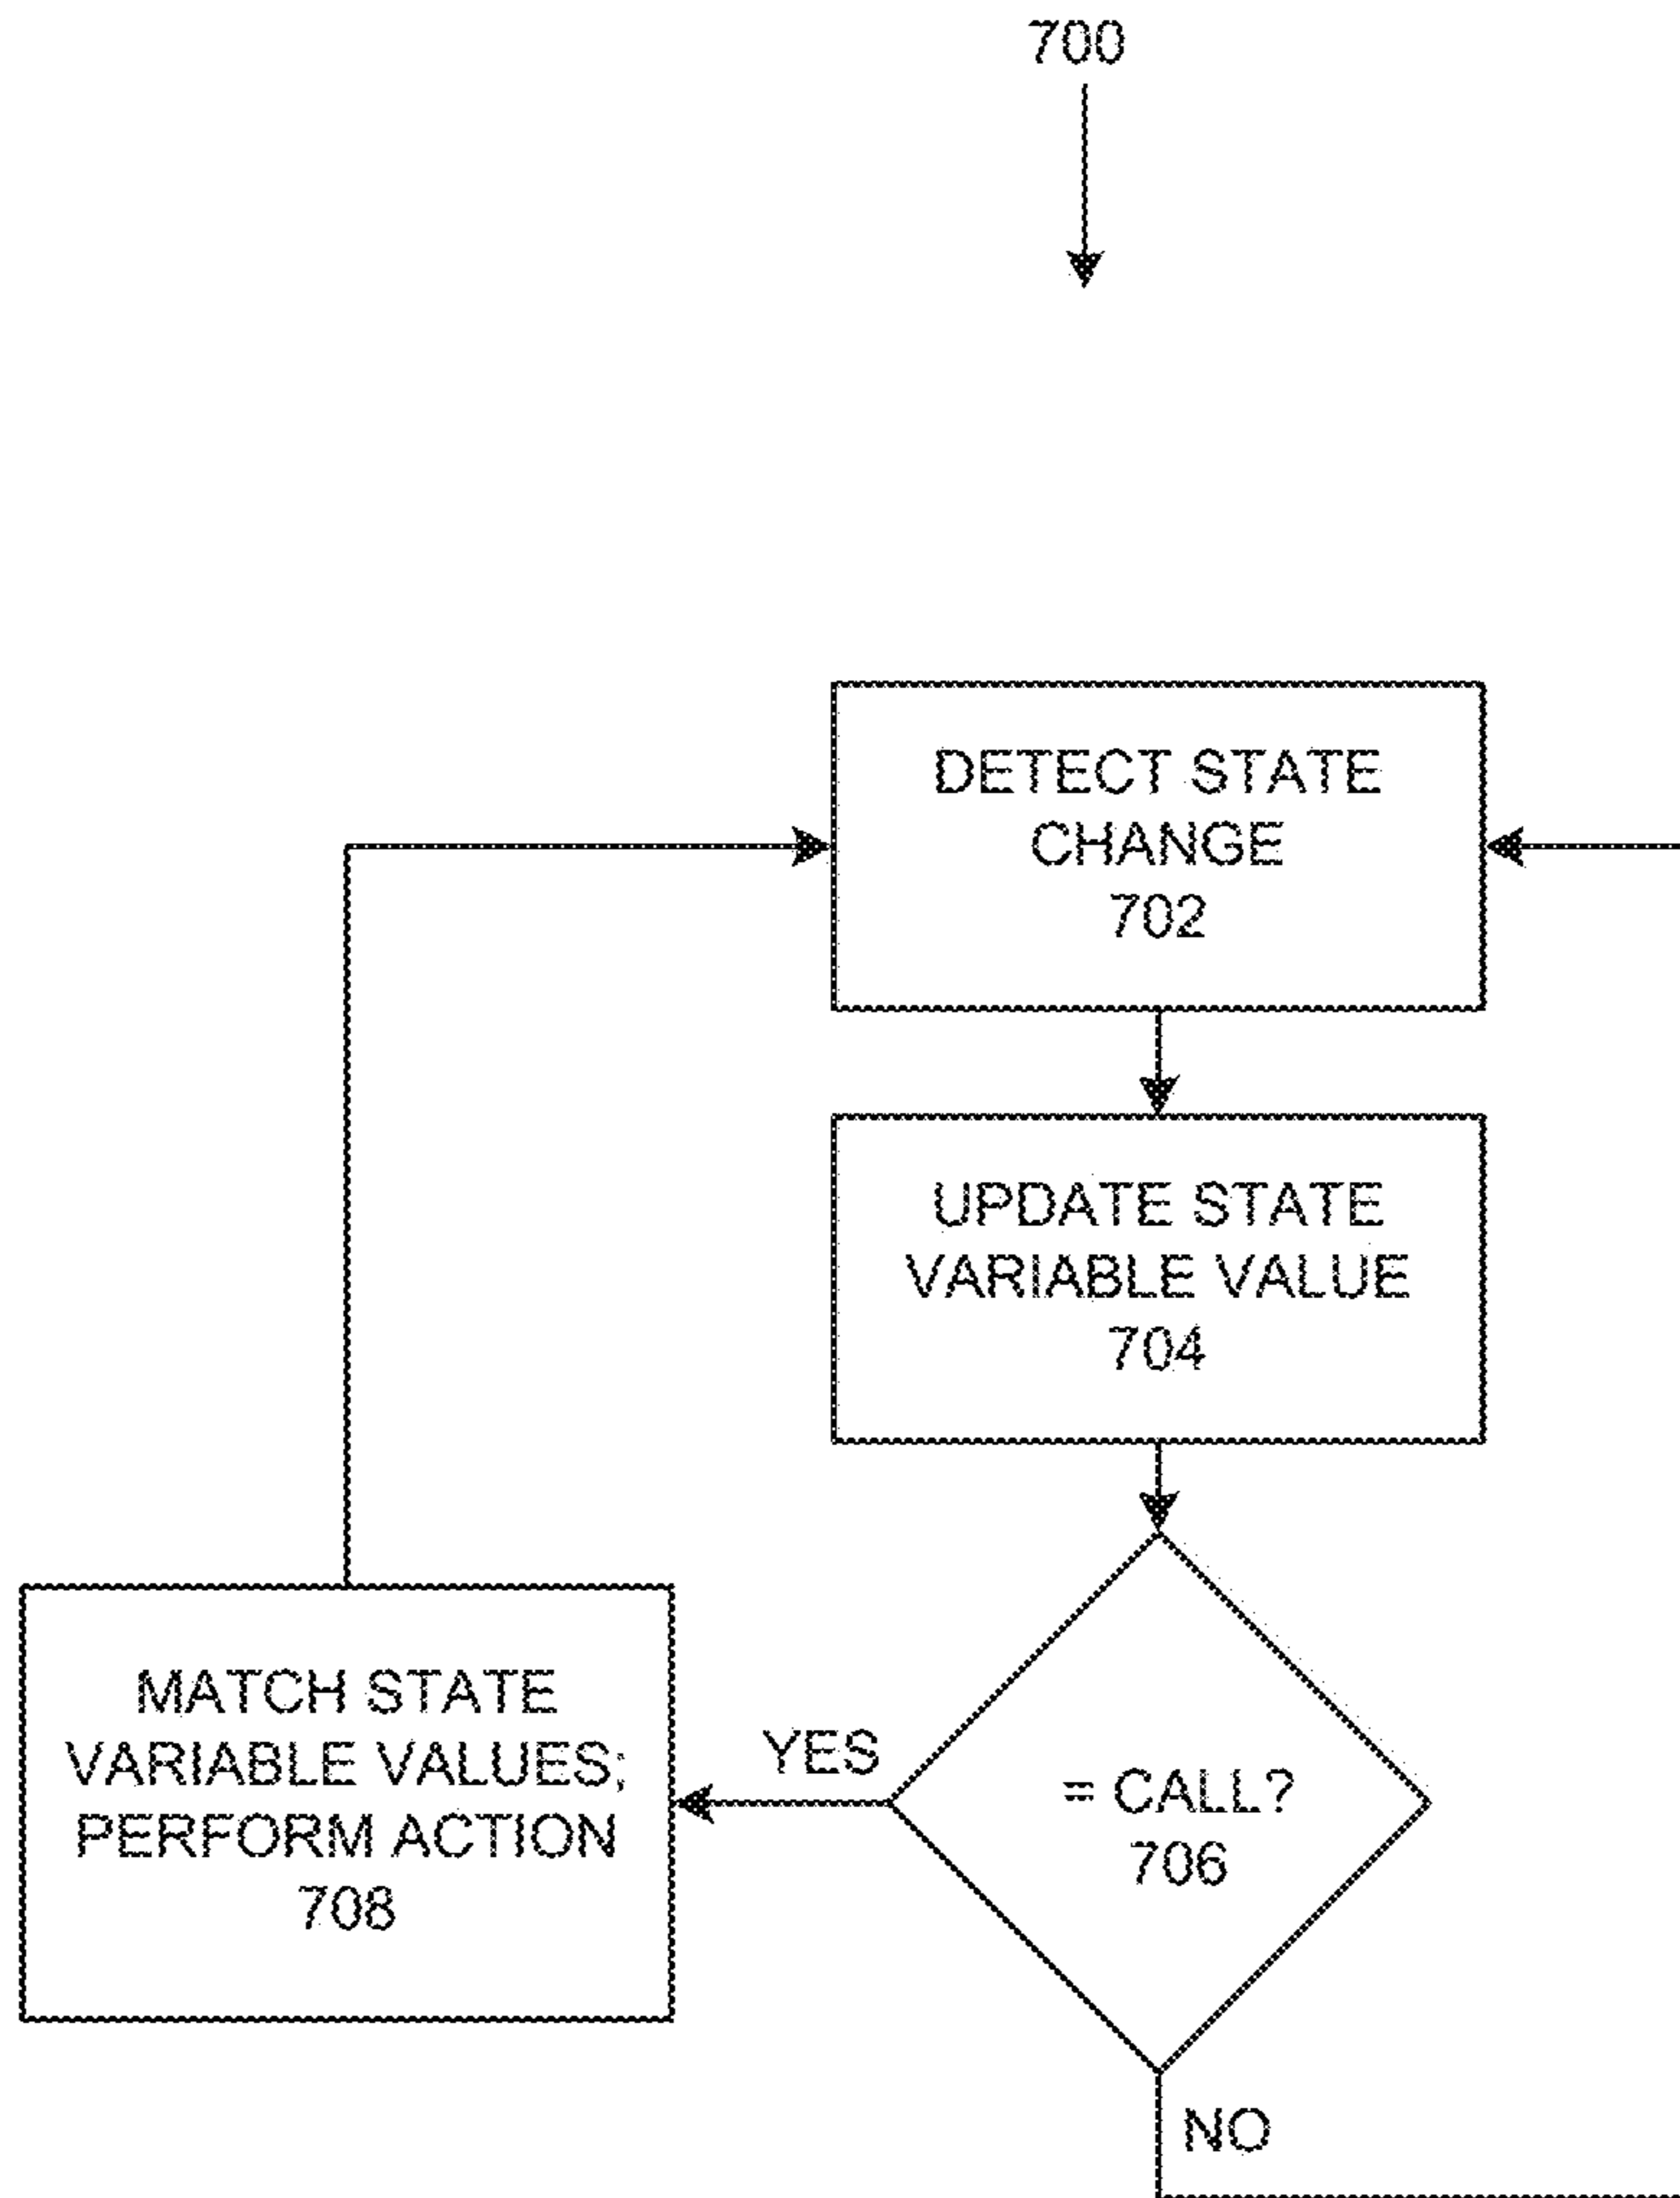 700
DETECT STATE
CHANGE
702
UPDATE STATE
VARIABLE VALUE
704
= CALL?
706
YES
MATCH STATE
VARIABLE VALUES;
PERFORM ACTION
708
NO